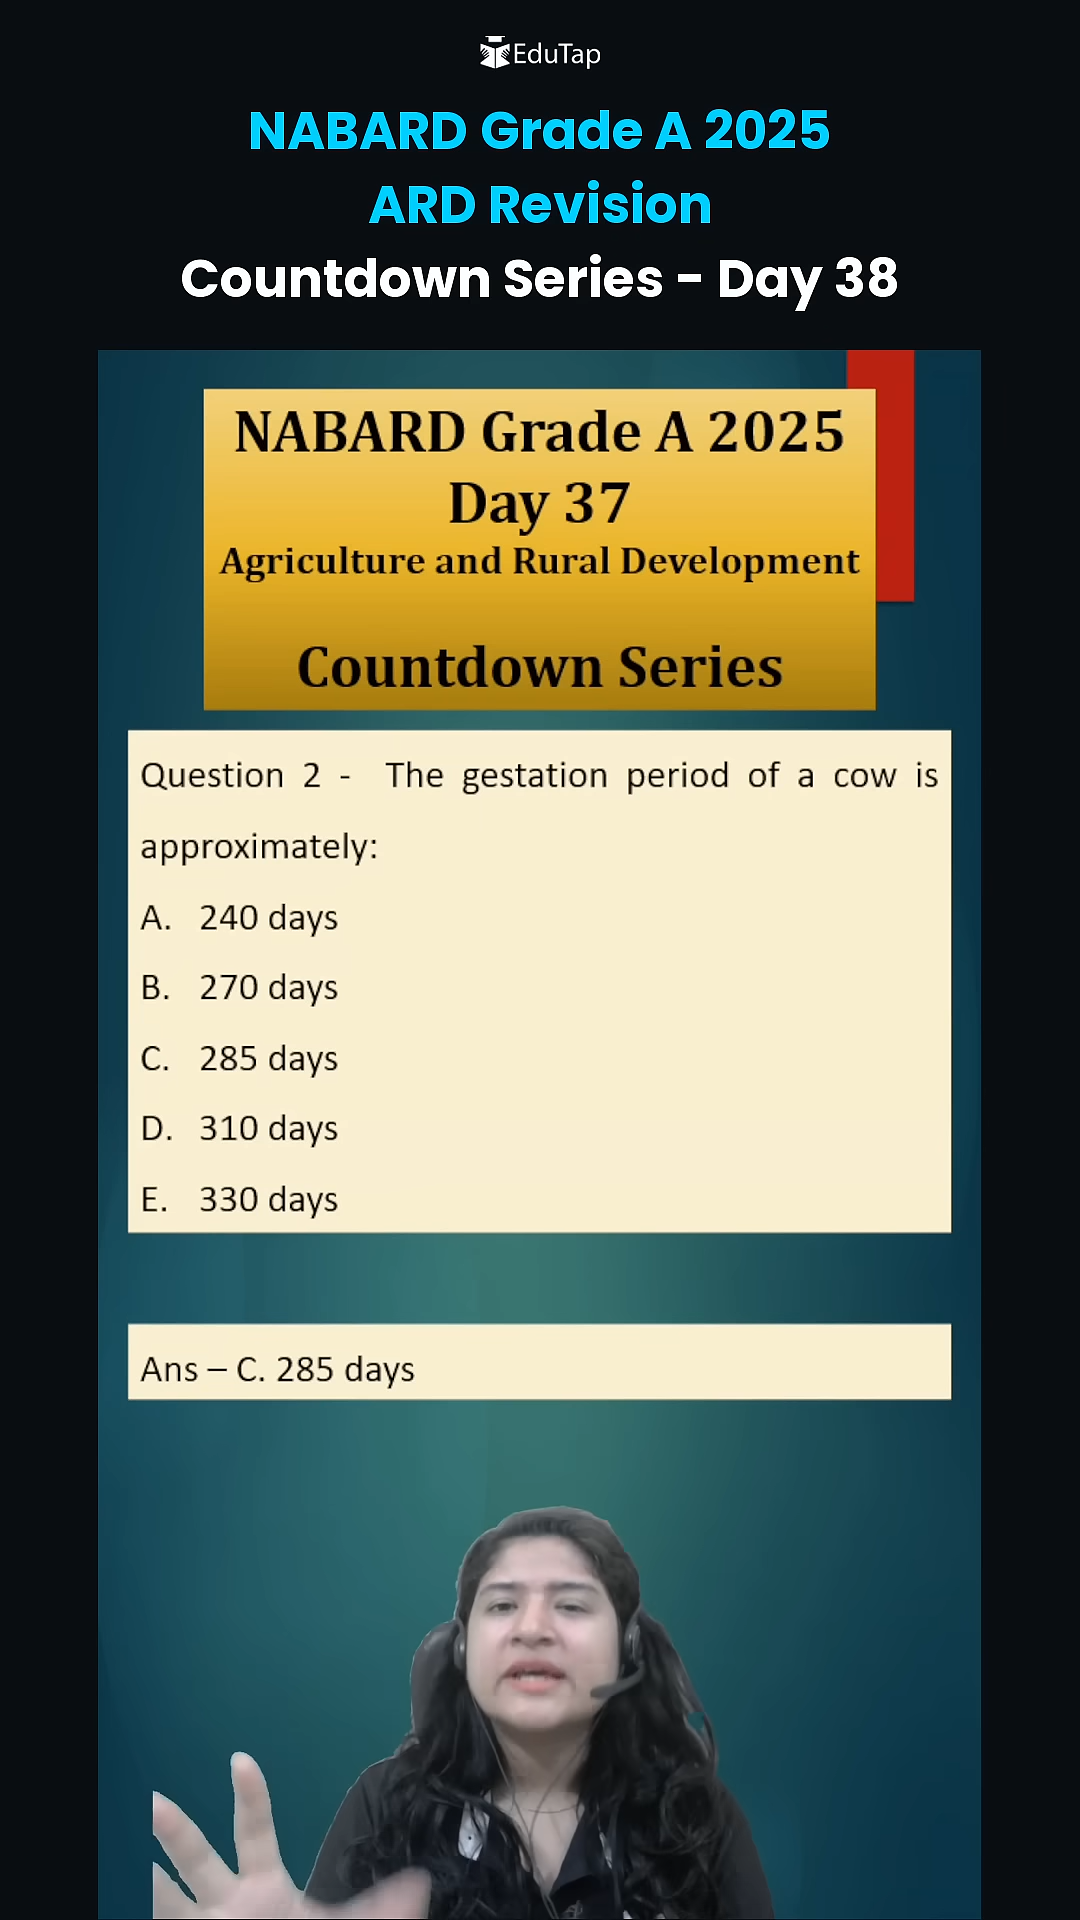 EduTap
NABARD Grade A 2025
ARD Revision
Countdown Series - Day 38
NABARD Grade A 2025
Day 37
Agriculture and Rural Development
Countdown Series
Question 2 - The gestation period of a cow is
approximately:
A. 240 days
B. 270 days
C. 285 days
D. 310 days
E. 330 days
Ans – C. 285 days